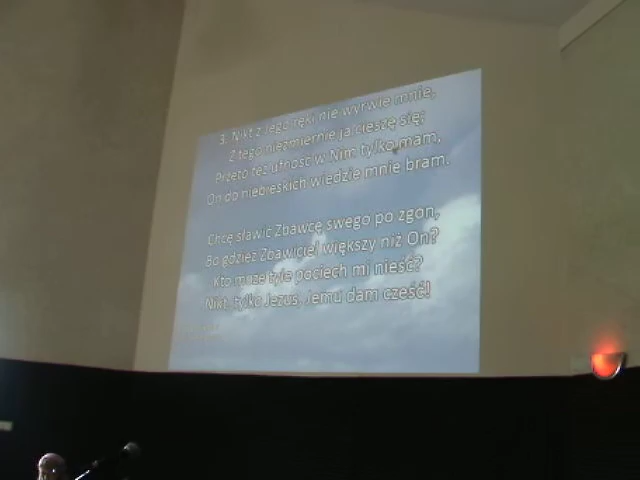 3. Nikt z Jego ręki nie wyrwie mnie,
Z tego niezmiernie ja cieszę się;
Przeto też ufność w Nim tylko mam,
On do niebieskich wiedzie mnie bram.
Chcę sławić Zbawcę swego po zgon,
Bo gdzież Zbawiciel większy niż On?
Kto może tyle pociech mi nieść?
Nikt, tylko Jezus, Jemu dam cześć!